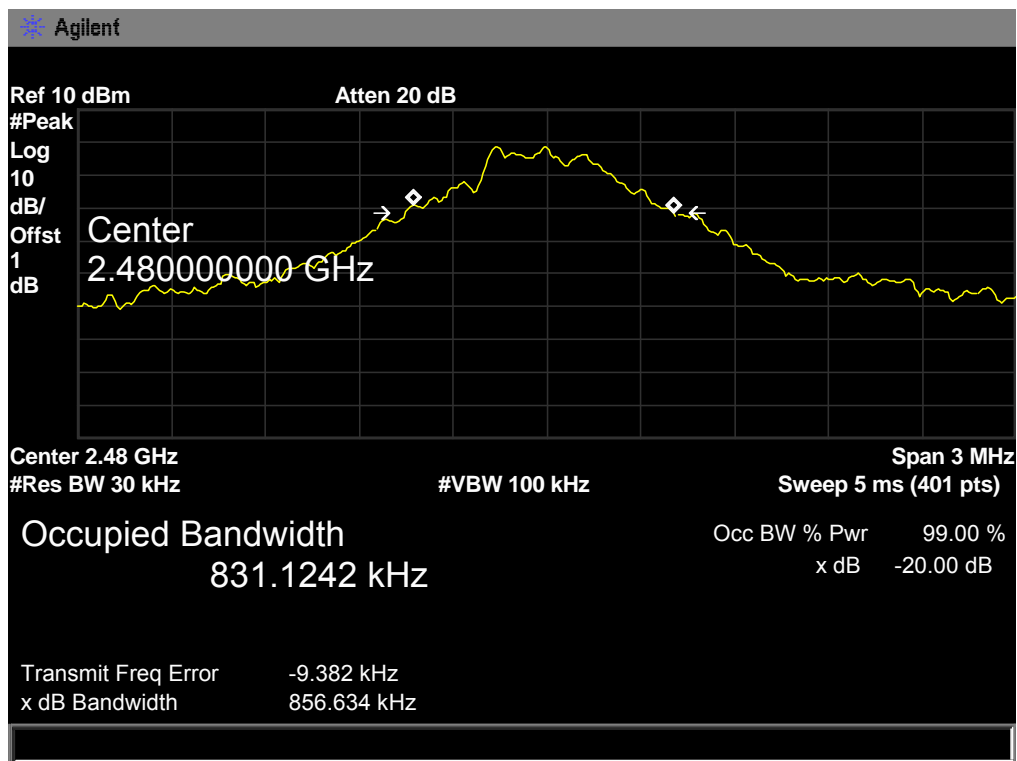 Agilent
Ref 10 dBm Atten 20 dB
#Peak
Log
10
dB/
Offst
1
dB
Center
2.480000000 GHz
Center 2.48 GHz Span 3 MHz
#Res BW 30 kHz #VBW 100 kHz Sweep 5 ms (401 pts)
Occupied Bandwidth Occ BW % Pwr 99.00 %
831.1242 kHz x dB -20.00 dB
Transmit Freq Error -9.382 kHz
x dB Bandwidth 856.634 kHz